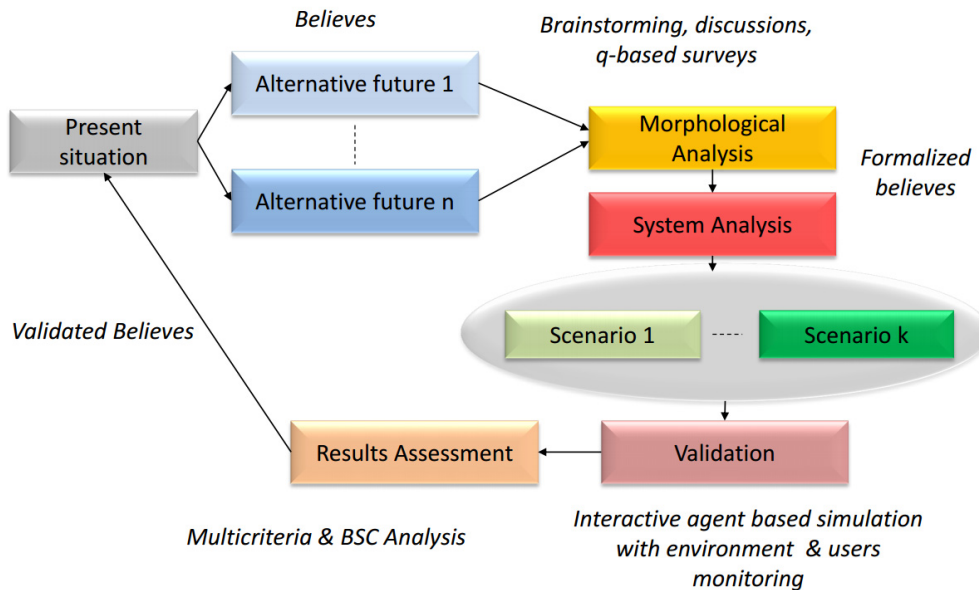 Believes
Brainstorming, discussions,
q-based surveys
Alternative future 1
Present
situation
Morphological
Analysis
Alternative future n
Formalized
believes
System Analysis
Scenario 1
Scenario k
Validated Believes
Results Assessment
Validation
Multicriteria & BSC Analysis
Interactive agent based simulation
with environment & users
monitoring